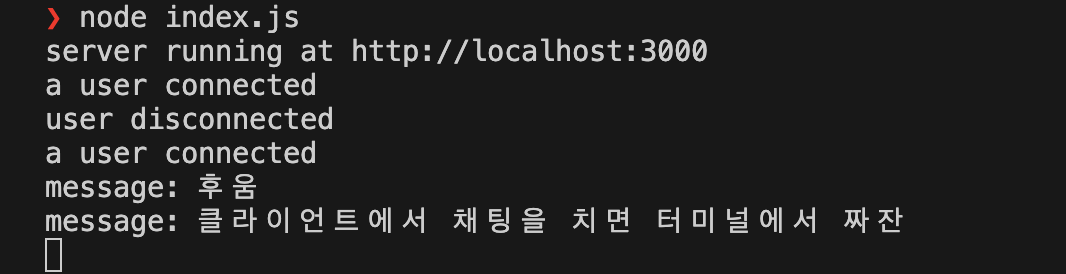 ❯ node index.js
server running at http://localhost:3000
a user connected
user disconnected
a user connected
message: 후움
message: 클라이언트에서 채팅을 치면 터미널에서 짜잔